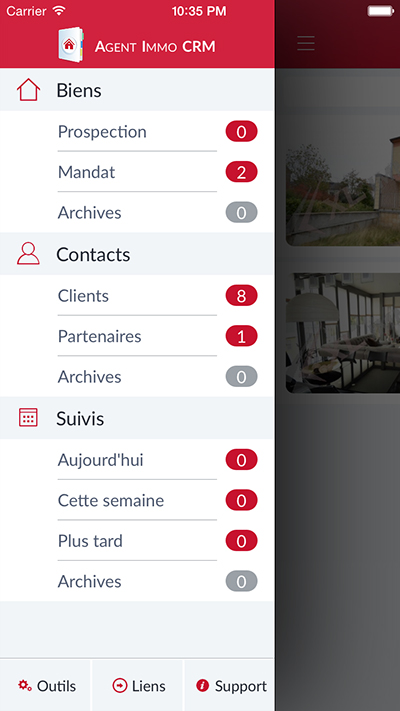 Carrier 10:35 PM
AGENT IMMO CRM
Biens
Prospection 0
Mandat 2
Archives 0
Contacts
Clients 8
Partenaires 1
Archives 0
Suivis
Aujourd'hui 0
Cette semaine 0
Plus tard 0
Archives 0
Outils Liens Support